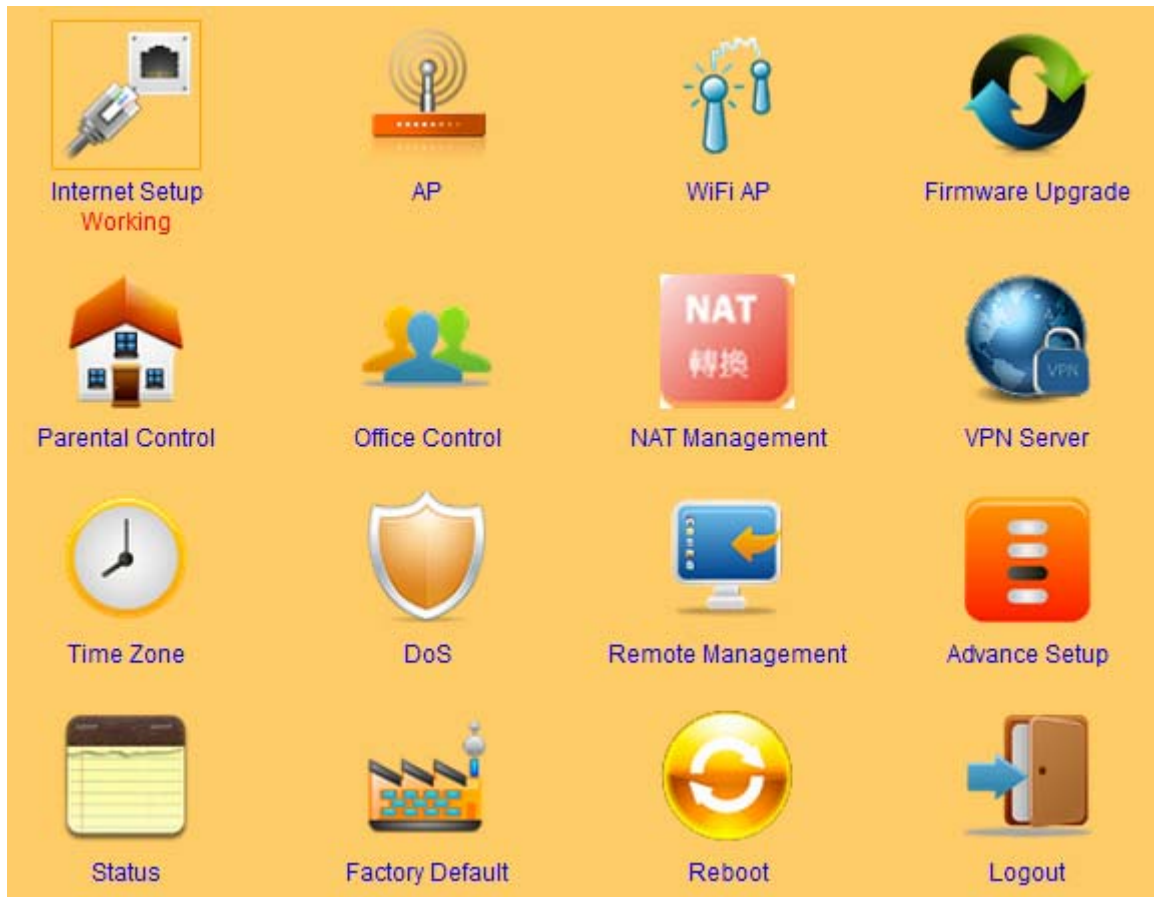 Internet Setup
Working
AP
WiFi AP
Firmware Upgrade
NAT
轉換
VPN
Parental Control
Office Control
NAT Management
VPN Server
Time Zone
DoS
Remote Management
Advance Setup
Status
Factory Default
Reboot
Logout